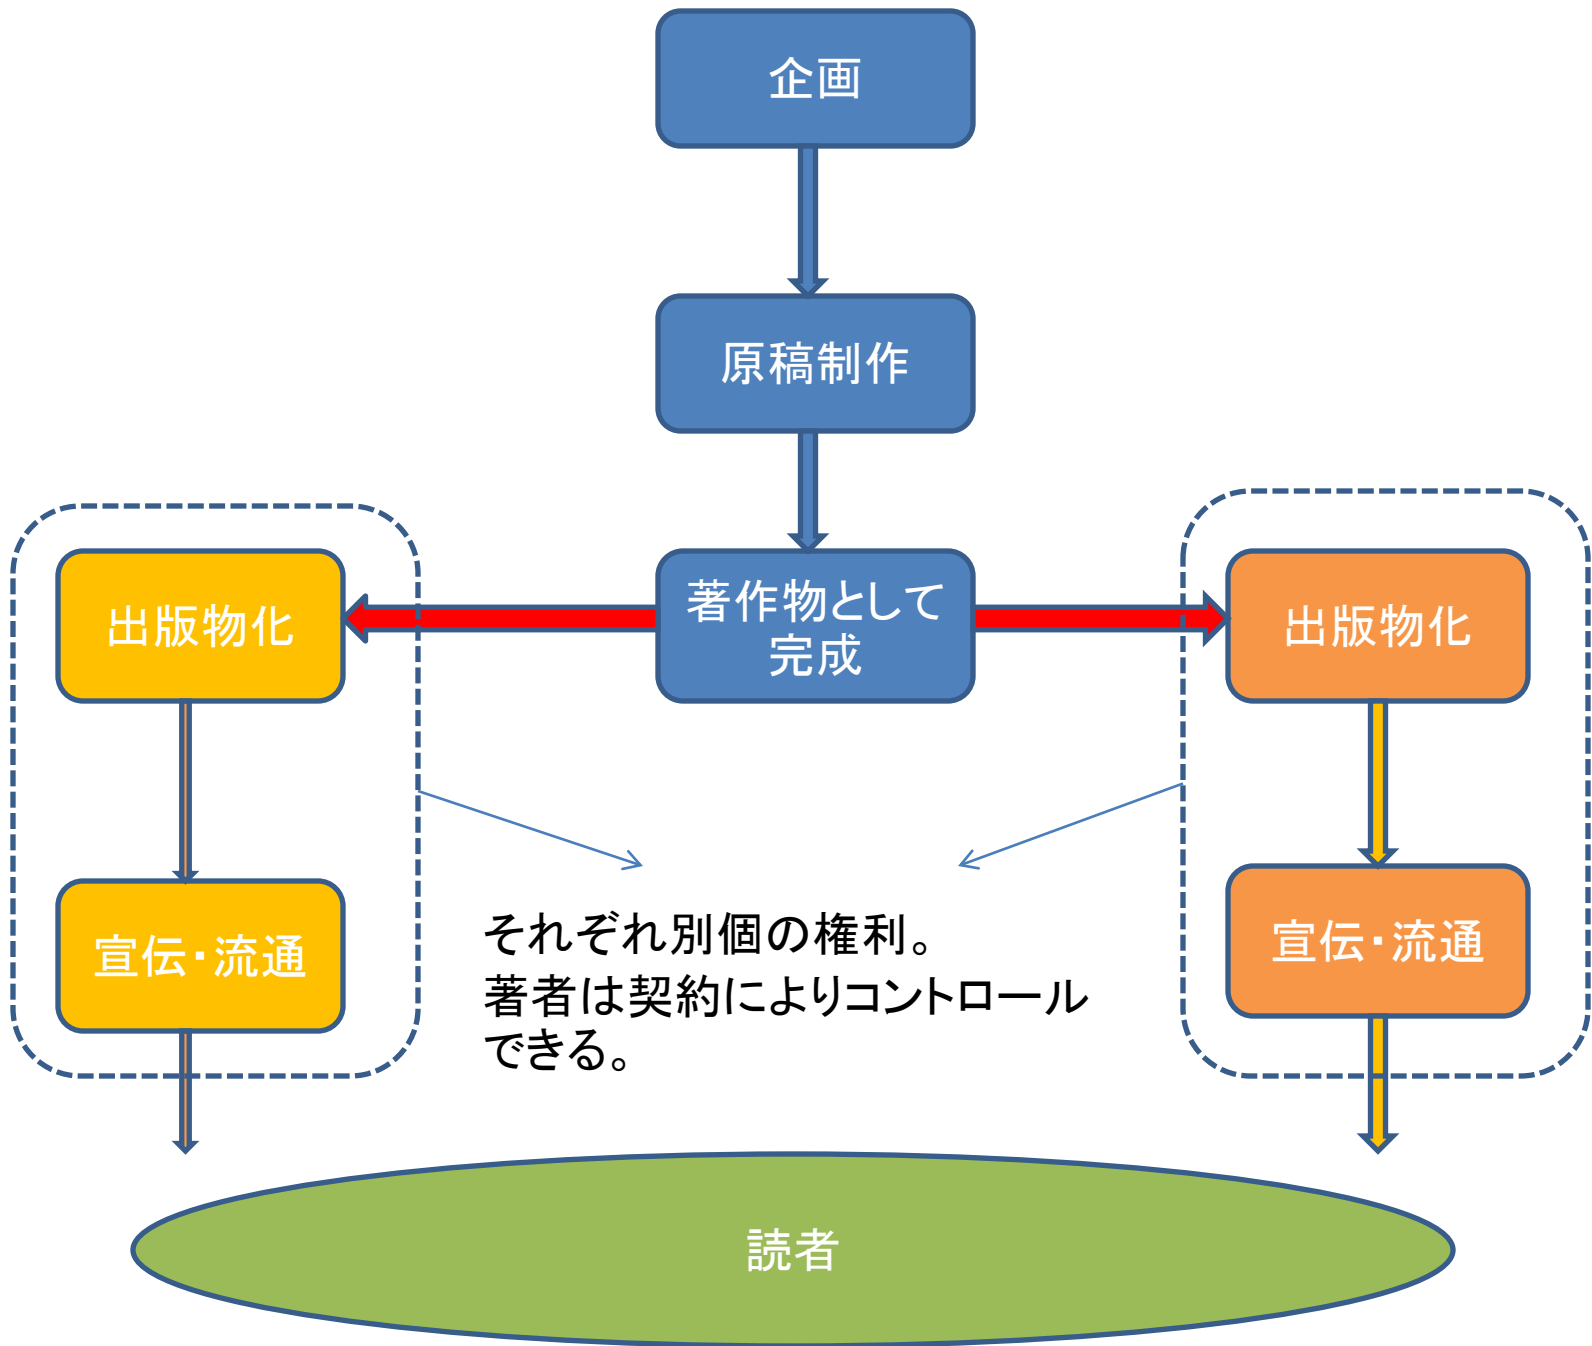 企画
原稿制作
著作物として
完成
出版物化
出版物化
宣伝・流通
宣伝・流通
それぞれ別個の権利。
著者は契約によりコントロール
できる。
読者